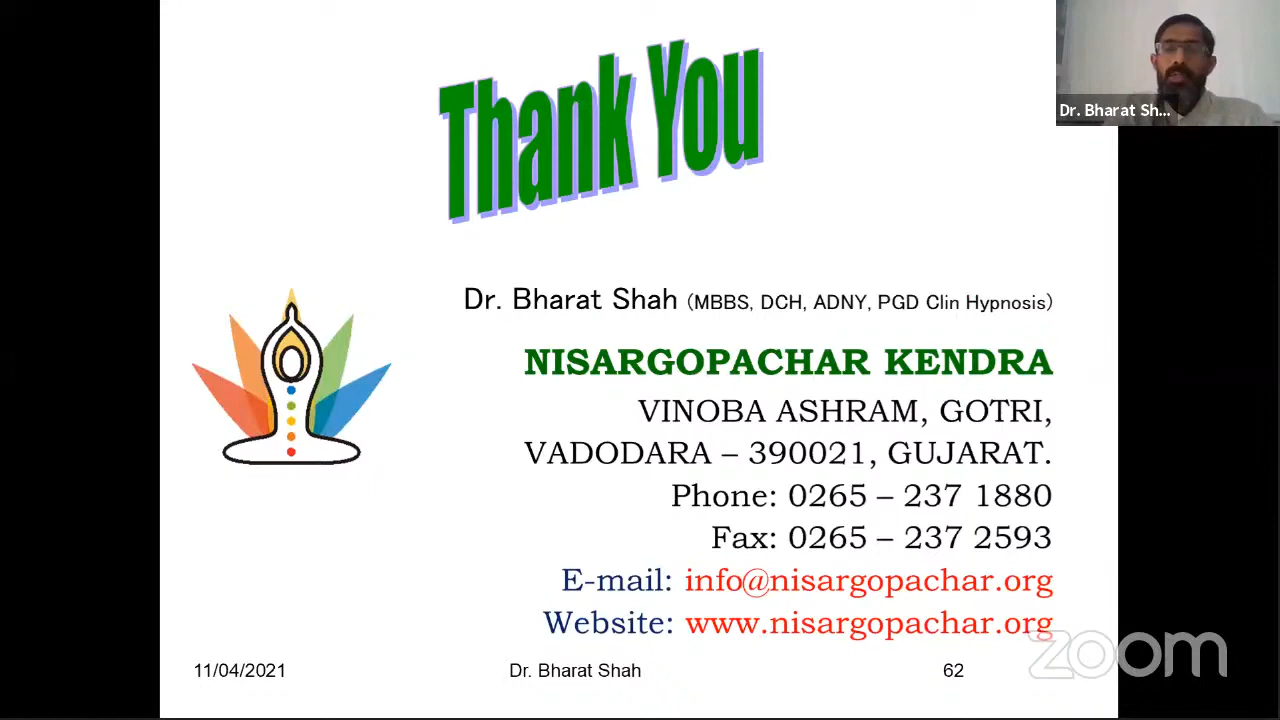 Thank You
Dr. Bharat Sh...
Dr. Bharat Shah (MBBS, DCH, ADNY, PGD Clin Hypnosis)
NISARGOPACHAR KENDRA
VINOBA ASHRAM, GOTRI,
VADODARA – 390021, GUJARAT.
Phone: 0265 – 237 1880
Fax: 0265 – 237 2593
E-mail: info@nisargopachar.org
Website: www.nisargopachar.org
11/04/2021 Dr. Bharat Shah 62
zoom